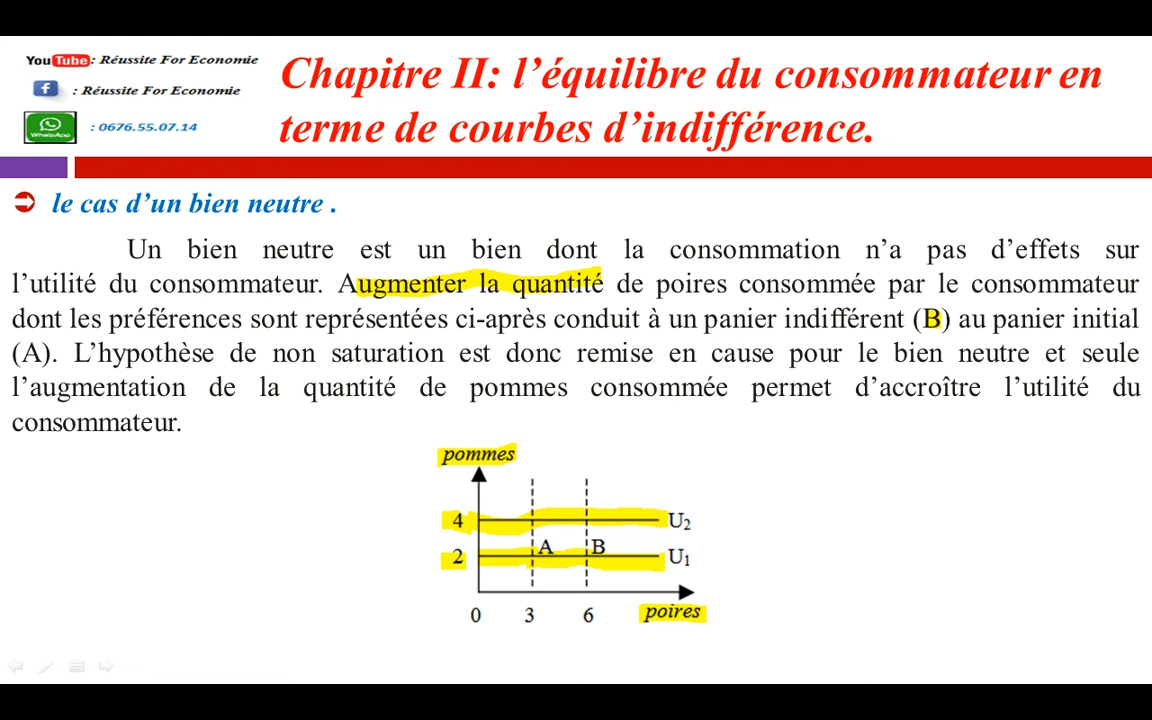 YouTube : Réussite For Economie
: Réussite For Economie
WhatsApp : 0676.55.07.14
Chapitre II: l’équilibre du consommateur en
terme de courbes d’indifférence.
le cas d’un bien neutre .
Un bien neutre est un bien dont la consommation n’a pas d’effets sur
l’utilité du consommateur. Augmenter la quantité de poires consommée par le consommateur
dont les préférences sont représentées ci-après conduit à un panier indifférent (B) au panier initial
(A). L’hypothèse de non saturation est donc remise en cause pour le bien neutre et seule
l’augmentation de la quantité de pommes consommée permet d’accroître l’utilité du
consommateur.
pommes
4 U2
A B
2 U1
0 3 6 poires